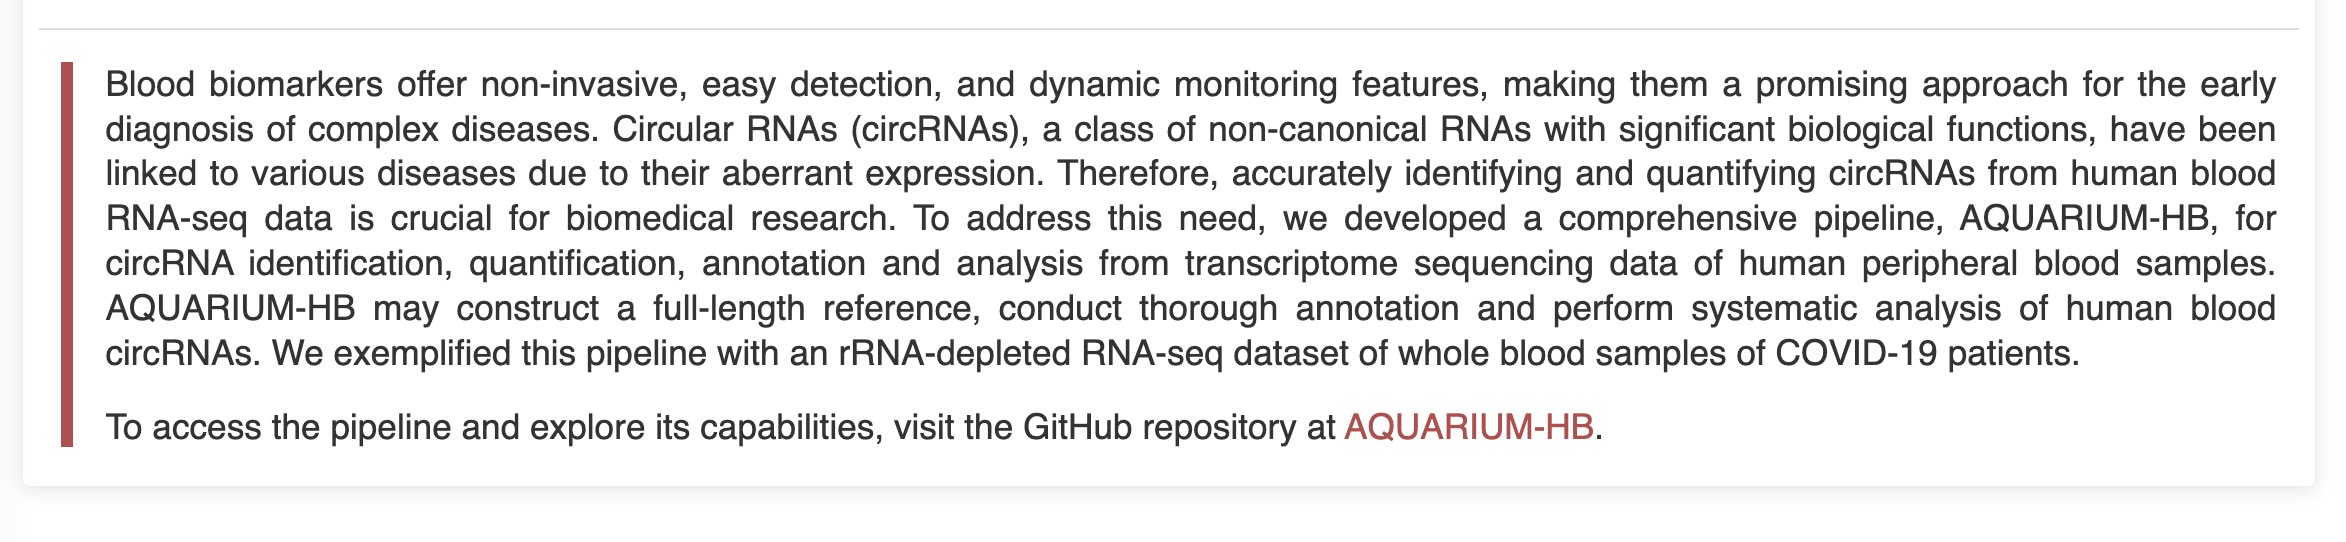 Blood biomarkers offer non-invasive, easy detection, and dynamic monitoring features, making them a promising approach for the early
diagnosis of complex diseases. Circular RNAs (circRNAs), a class of non-canonical RNAs with significant biological functions, have been
linked to various diseases due to their aberrant expression. Therefore, accurately identifying and quantifying circRNAs from human blood
RNA-seq data is crucial for biomedical research. To address this need, we developed a comprehensive pipeline, AQUARIUM-HB, for
circRNA identification, quantification, annotation and analysis from transcriptome sequencing data of human peripheral blood samples.
AQUARIUM-HB may construct a full-length reference, conduct thorough annotation and perform systematic analysis of human blood
circRNAs. We exemplified this pipeline with an rRNA-depleted RNA-seq dataset of whole blood samples of COVID-19 patients.
To access the pipeline and explore its capabilities, visit the GitHub repository at AQUARIUM-HB.